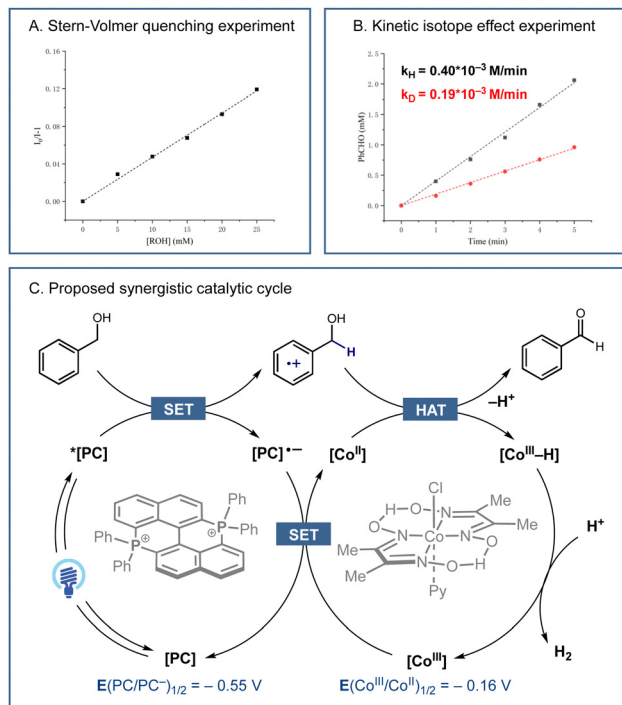 A. Stern-Volmer quenching experiment
I₀/I-1
0.16
0.12
0.08
0.04
0.00
0
5
10
15
20
25
[ROH] (mM)
B. Kinetic isotope effect experiment
k_H = 0.40*10⁻³ M/min
k_D = 0.19*10⁻³ M/min
PhCHO (mM)
2.5
2.0
1.5
1.0
0.5
0.0
0
1
2
3
4
5
Time (min)
C. Proposed synergistic catalytic cycle
OH
OH
H
•+
O
H
SET
HAT
–H⁺
*[PC]
[PC]•–
[Coᴵᴵ]
[Coᴵᴵᴵ–H]
Ph
Ph
P⊕
P⊕
Ph
Ph
SET
Cl
H
O
O
N
Me
Me
N
Co
N
O
Me
N
O
H
Me
Py
H⁺
H₂
[PC]
[Coᴵᴵᴵ]
E(PC/PC⁻)₁/₂ = – 0.55 V
E(Coᴵᴵᴵ/Coᴵᴵ)₁/₂ = – 0.16 V